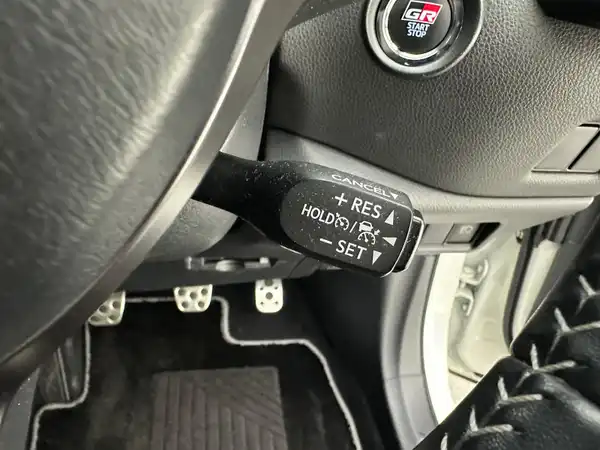 GR
START
STOP
CANCEL▼
+ RES ▲
HOLD /
− SET ▼